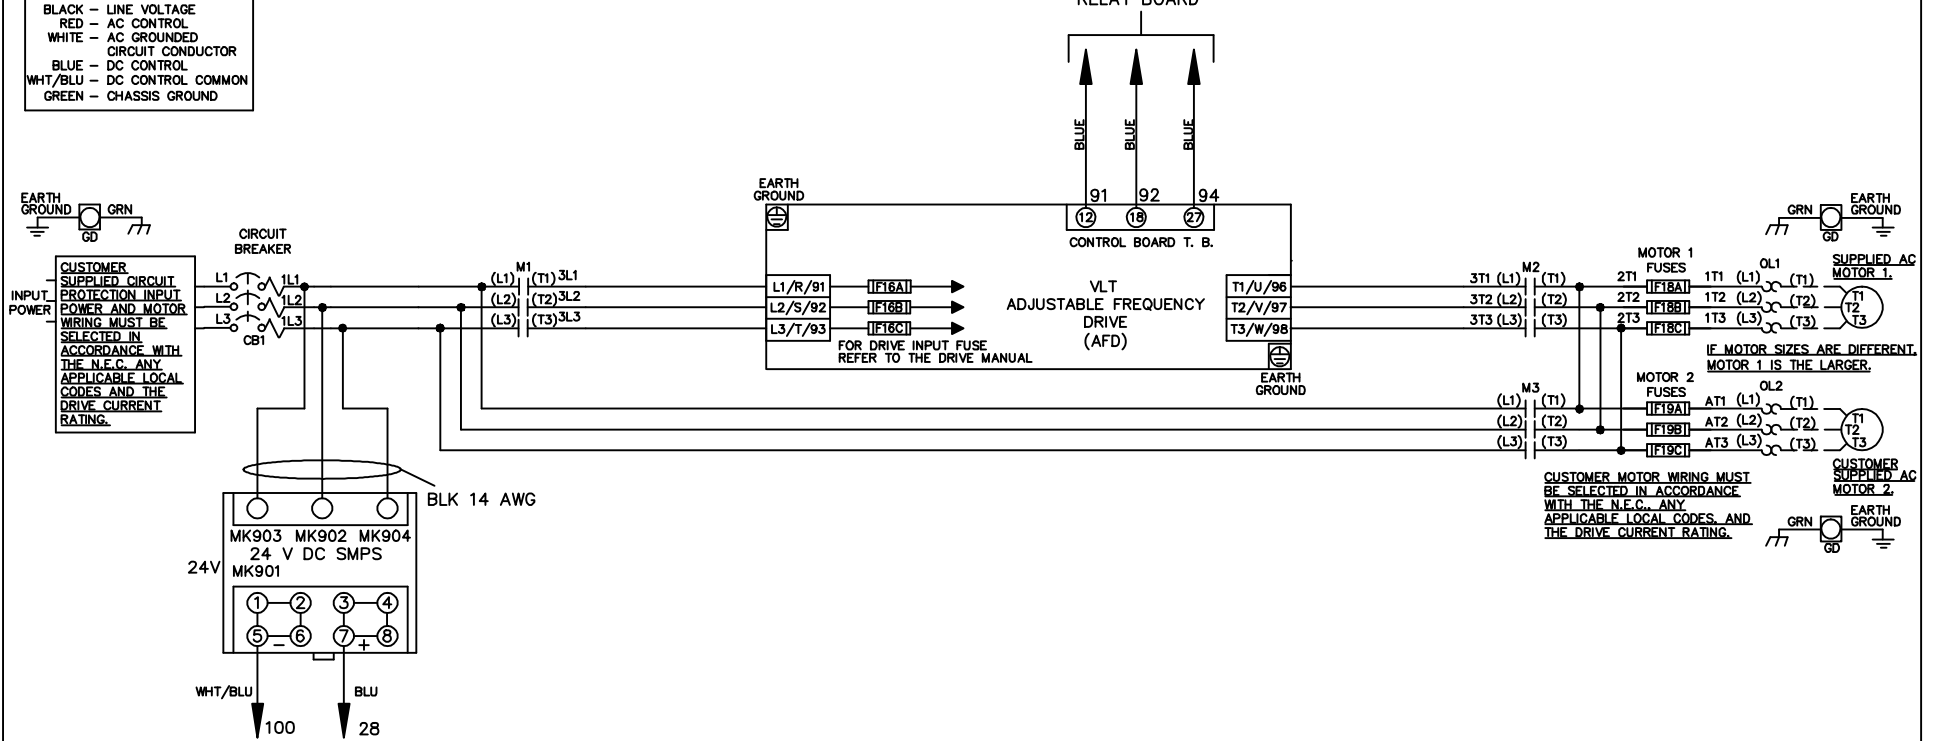 BLACK – LINE VOLTAGE
RED – AC CONTROL
WHITE – AC GROUNDED
CIRCUIT CONDUCTOR
BLUE – DC CONTROL
WHT/BLU – DC CONTROL COMMON
GREEN – CHASSIS GROUND
RELAY BOARD
BLUE
BLUE
BLUE
91
92
94
12
18
27
CONTROL BOARD T. B.
EARTH
GROUND
GRN
GD
CIRCUIT
BREAKER
INPUT
POWER
CUSTOMER
SUPPLIED CIRCUIT
PROTECTION INPUT
POWER AND MOTOR
WIRING MUST BE
SELECTED IN
ACCORDANCE WITH
THE N.E.C. ANY
APPLICABLE LOCAL
CODES AND THE
DRIVE CURRENT
RATING.
L1
L2
L3
1L1
1L2
1L3
CB1
M1
(L1) (T1) 3L1
(L2) (T2) 3L2
(L3) (T3) 3L3
EARTH
GROUND
L1/R/91
L2/S/92
L3/T/93
F16A
F16B
F16C
FOR DRIVE INPUT FUSE
REFER TO THE DRIVE MANUAL
VLT
ADJUSTABLE FREQUENCY
DRIVE
(AFD)
T1/U/96
T2/V/97
T3/W/98
EARTH
GROUND
M2
3T1 (L1) (T1)
3T2 (L2) (T2)
3T3 (L3) (T3)
MOTOR 1
FUSES
2T1 F18A 1T1 (L1)
2T2 F18B 1T2 (L2)
2T3 F18C 1T3 (L3)
OL1
(T1)
(T2)
(T3)
T1
T2
T3
GRN
GD
EARTH
GROUND
SUPPLIED AC
MOTOR 1.
IF MOTOR SIZES ARE DIFFERENT,
MOTOR 1 IS THE LARGER.
M3
(L1) (T1)
(L2) (T2)
(L3) (T3)
MOTOR 2
FUSES
F19A AT1 (L1)
F19B AT2 (L2)
F19C AT3 (L3)
OL2
(T1)
(T2)
(T3)
T1
T2
T3
CUSTOMER
SUPPLIED AC
MOTOR 2.
CUSTOMER MOTOR WIRING MUST
BE SELECTED IN ACCORDANCE
WITH THE N.E.C., ANY
APPLICABLE LOCAL CODES, AND
THE DRIVE CURRENT RATING.
GRN
GD
EARTH
GROUND
BLK 14 AWG
MK903 MK902 MK904
24 V DC SMPS
24V
MK901
1 2 3 4
5 – 6 7 + 8
WHT/BLU
BLU
100
28